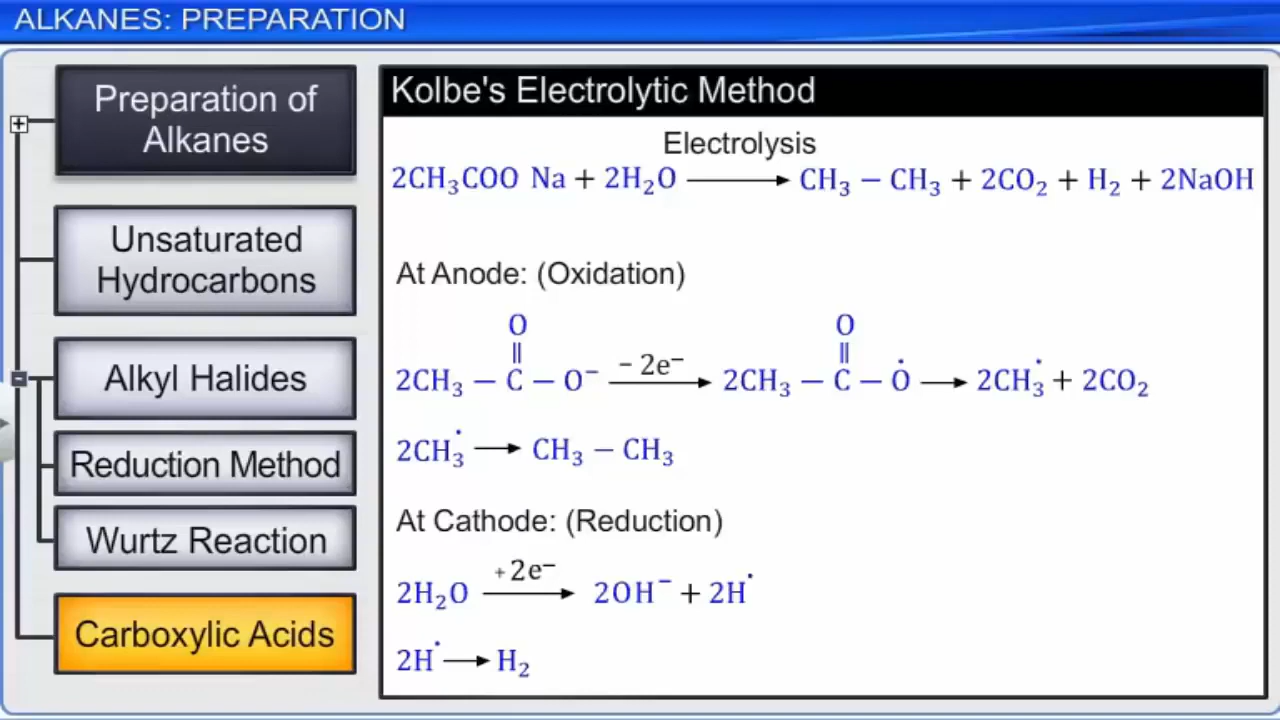 ALKANES: PREPARATION
Preparation of
Alkanes
Unsaturated
Hydrocarbons
Alkyl Halides
Reduction Method
Wurtz Reaction
Carboxylic Acids
Kolbe's Electrolytic Method
Electrolysis
2CH₃COO Na + 2H₂O ⟶ CH₃ − CH₃ + 2CO₂ + H₂ + 2NaOH
At Anode: (Oxidation)
O O
|| ||
− 2e⁻
2CH₃ − C − O⁻ ⟶ 2CH₃ − C − Ȯ ⟶ 2CH₃˙ + 2CO₂
2CH₃˙ ⟶ CH₃ − CH₃
At Cathode: (Reduction)
+2e⁻
2H₂O ⟶ 2OH⁻ + 2H˙
2H˙ ⟶ H₂